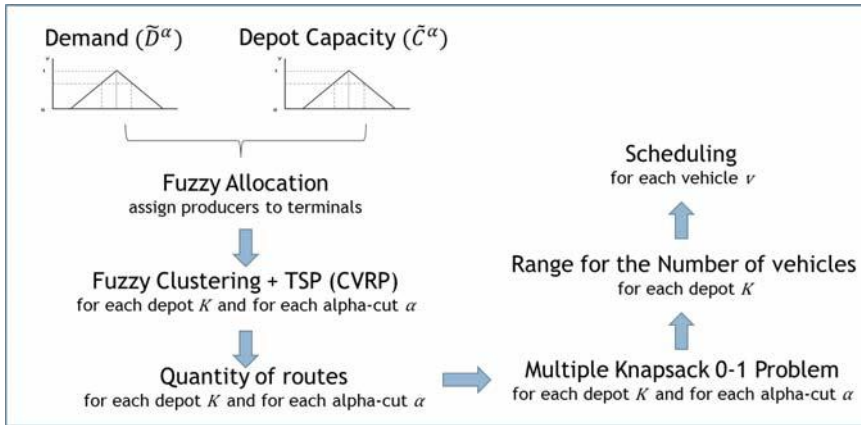 Demand (D̃^α)
Depot Capacity (C̃^α)
Fuzzy Allocation
assign producers to terminals
Fuzzy Clustering + TSP (CVRP)
for each depot K and for each alpha-cut α
Quantity of routes
for each depot K and for each alpha-cut α
Multiple Knapsack 0-1 Problem
for each depot K and for each alpha-cut α
Range for the Number of vehicles
for each depot K
Scheduling
for each vehicle v